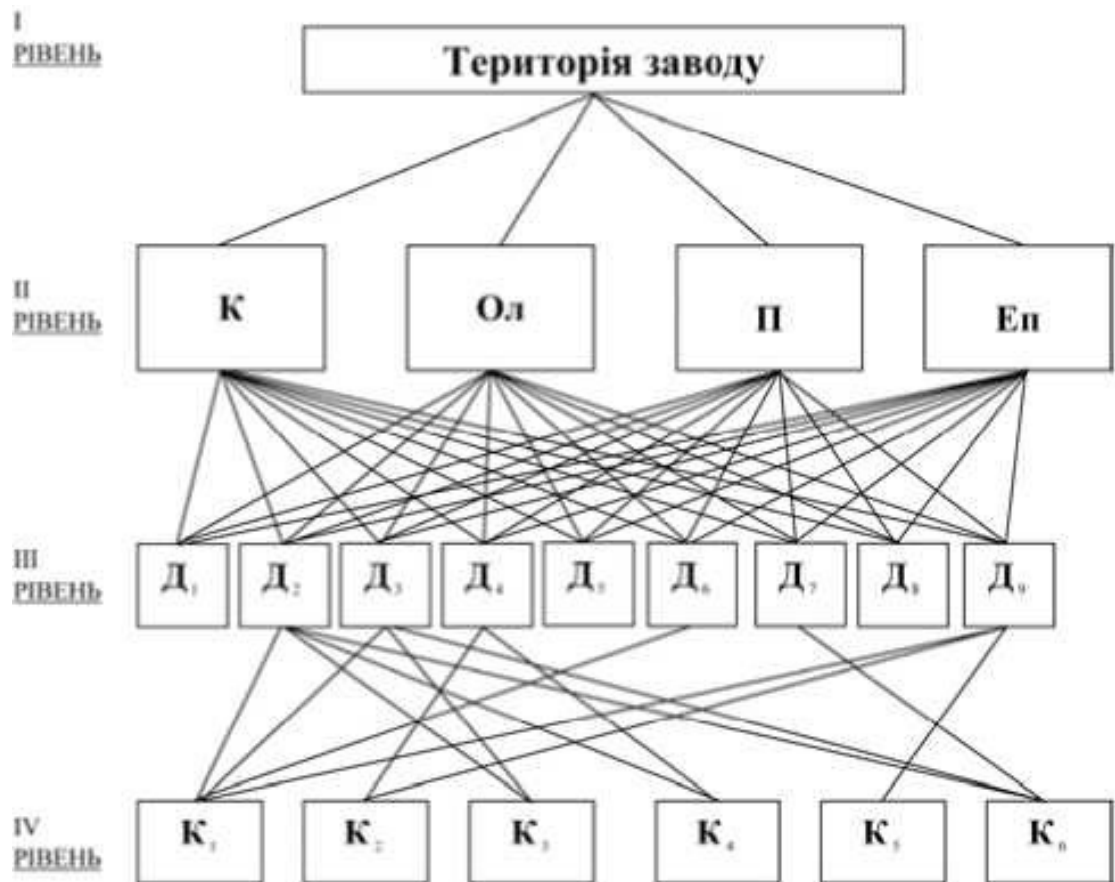 I
РІВЕНЬ
Територія заводу
II
РІВЕНЬ
К Ол П Еп
III
РІВЕНЬ
Д₁ Д₂ Д₃ Д₄ Д₅ Д₆ Д₇ Д₈ Д₉
IV
РІВЕНЬ
К₁ К₂ К₃ К₄ К₅ К₆